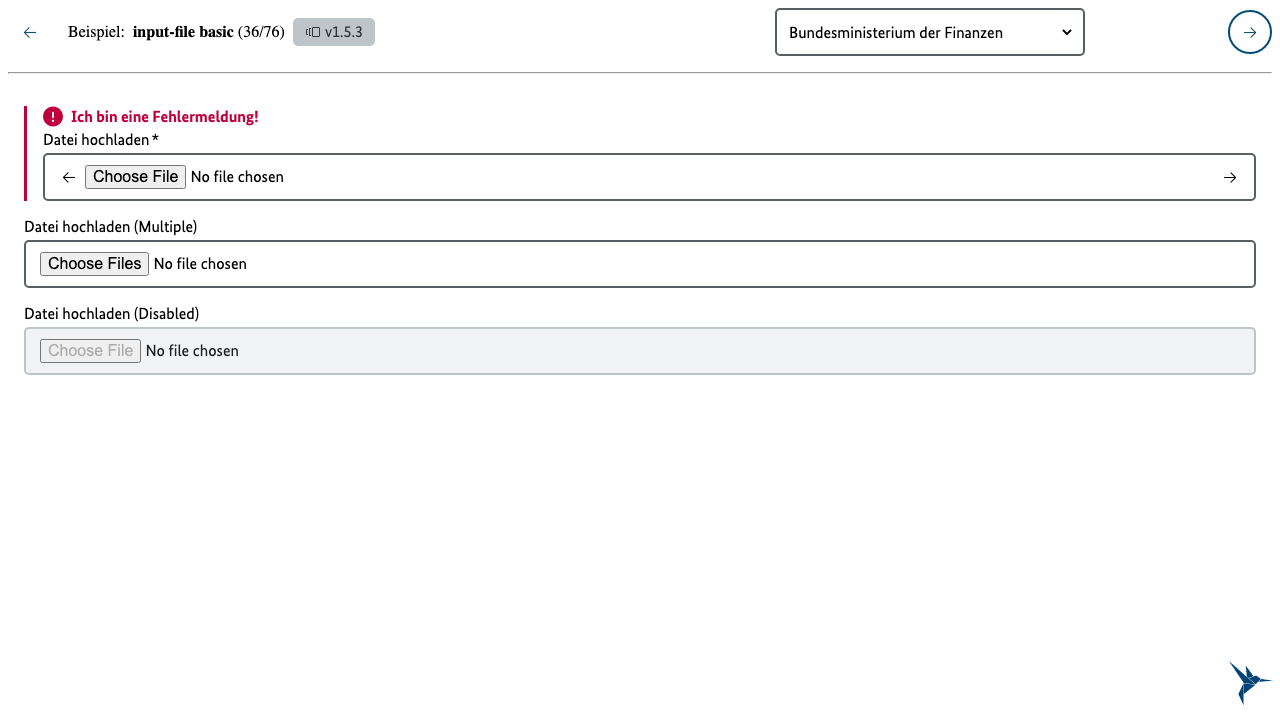 Beispiel: input-file basic (36/76) v1.5.3 Bundesministerium der Finanzen
Ich bin eine Fehlermeldung!
Datei hochladen*
Choose File No file chosen
Datei hochladen (Multiple)
Choose Files No file chosen
Datei hochladen (Disabled)
Choose File No file chosen